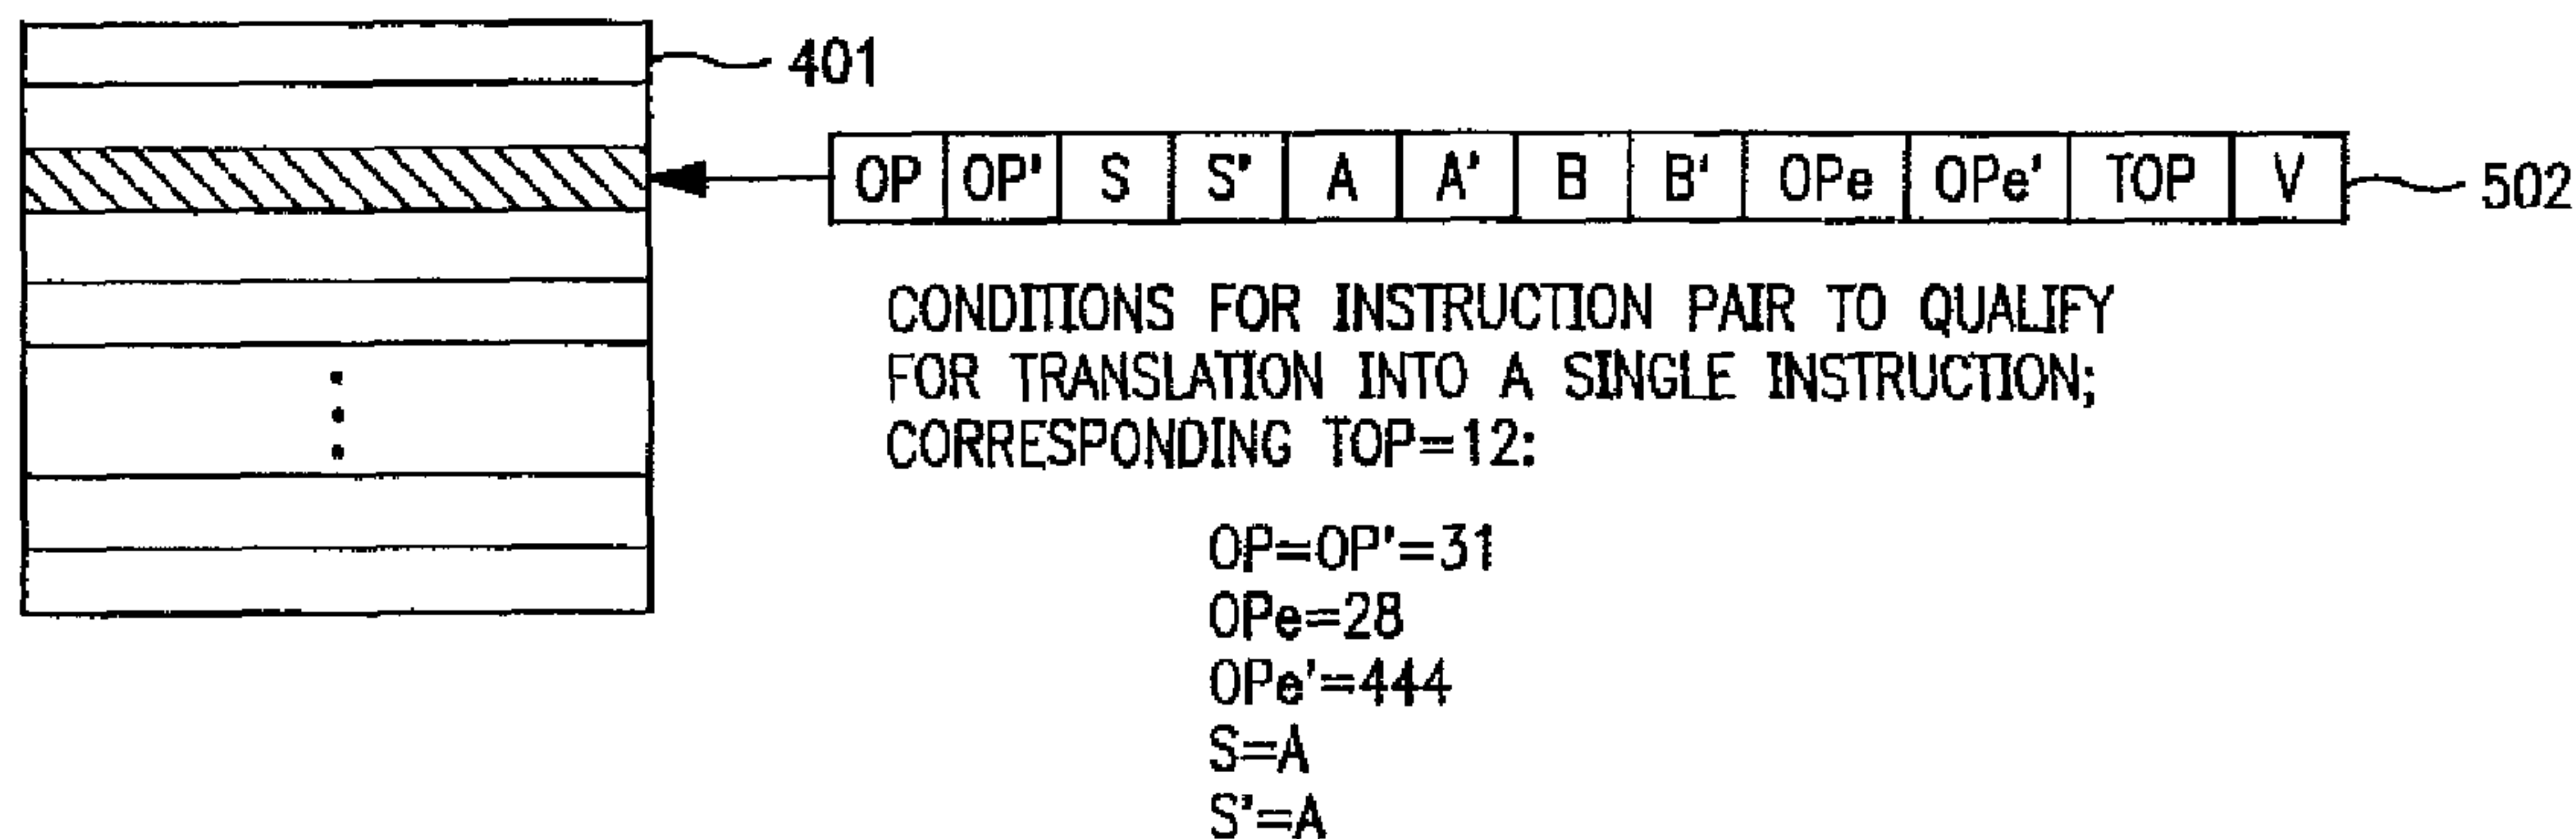 401
OP OP' S S' A A' B B' OPe OPe' TOP V
502
CONDITIONS FOR INSTRUCTION PAIR TO QUALIFY
FOR TRANSLATION INTO A SINGLE INSTRUCTION;
CORRESPONDING TOP=12:
OP=OP'=31
OPe=28
OPe'=444
S=A
S'=A